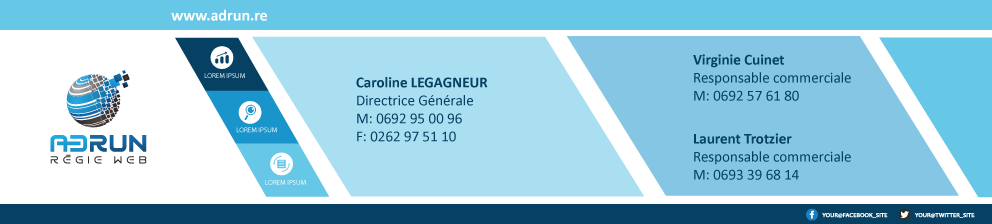 www.adrun.re
ADRUN
RÉGIE WEB
LOREM IPSUM
LOREM IPSUM
LOREM IPSUM
Caroline LEGAGNEUR
Directrice Générale
M: 0692 95 00 96
F: 0262 97 51 10
Virginie Cuinet
Responsable commerciale
M: 0692 57 61 80
Laurent Trotzier
Responsable commerciale
M: 0693 39 68 14
YOUR@FACEBOOK_SITE
YOUR@TWITTER_SITE